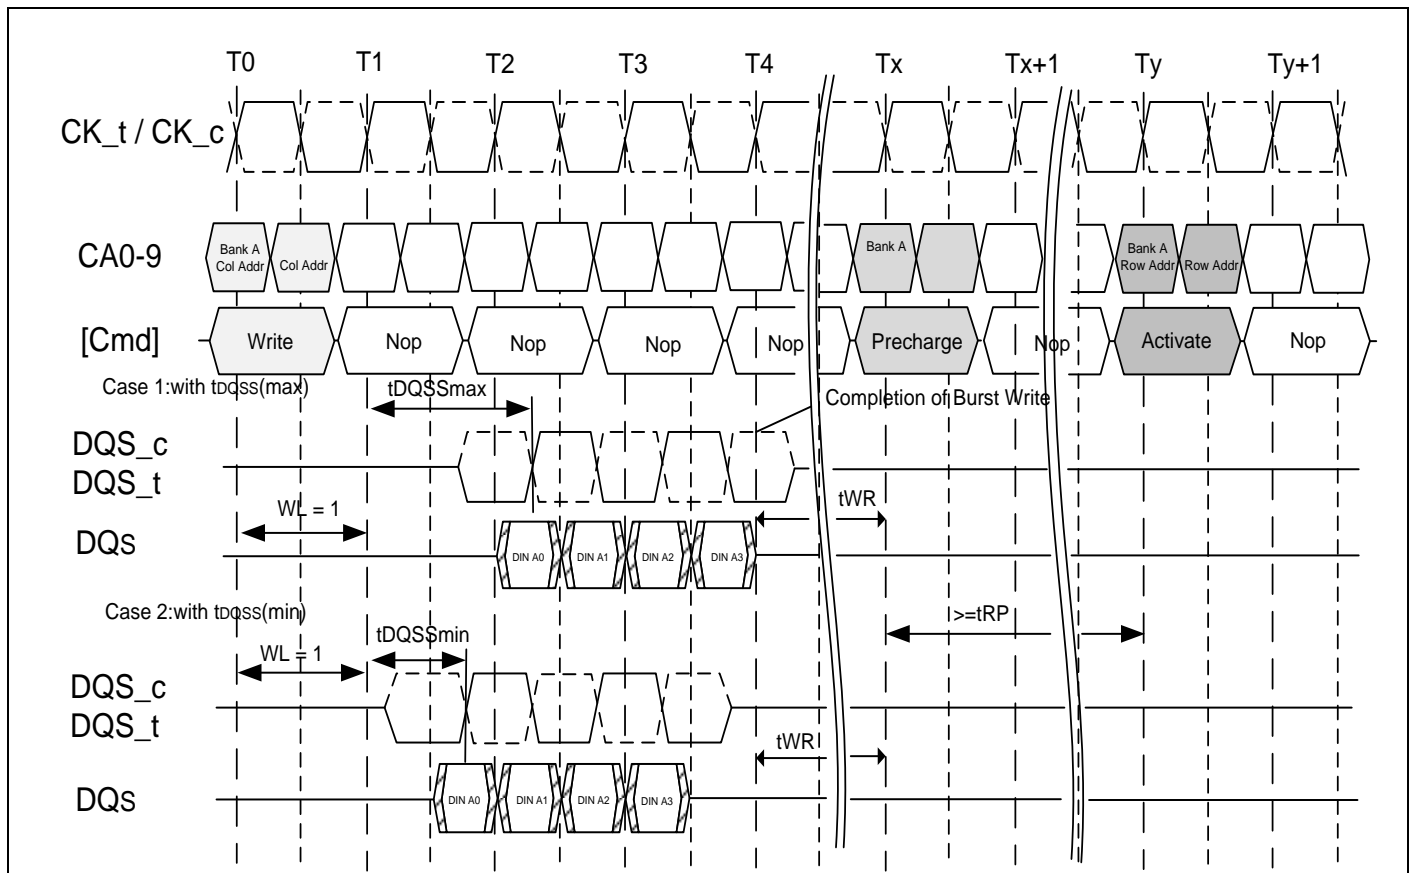 T0 T1 T2 T3 T4 Tx Tx+1 Ty Ty+1
CK_t / CK_c
CA0-9
Bank A
Col Addr
Col Addr
Bank A
Bank A
Row Addr
Row Addr
[Cmd] Write Nop Nop Nop Nop Precharge Nop Activate Nop
Case 1:with tDQSS(max)
tDQSSmax
Completion of Burst Write
DQS_c
DQS_t
WL = 1
tWR
DQs
DIN A0 DIN A1 DIN A2 DIN A3
Case 2:with tDQSS(min)
>=tRP
tDQSSmin
WL = 1
DQS_c
DQS_t
tWR
DQs
DIN A0 DIN A1 DIN A2 DIN A3